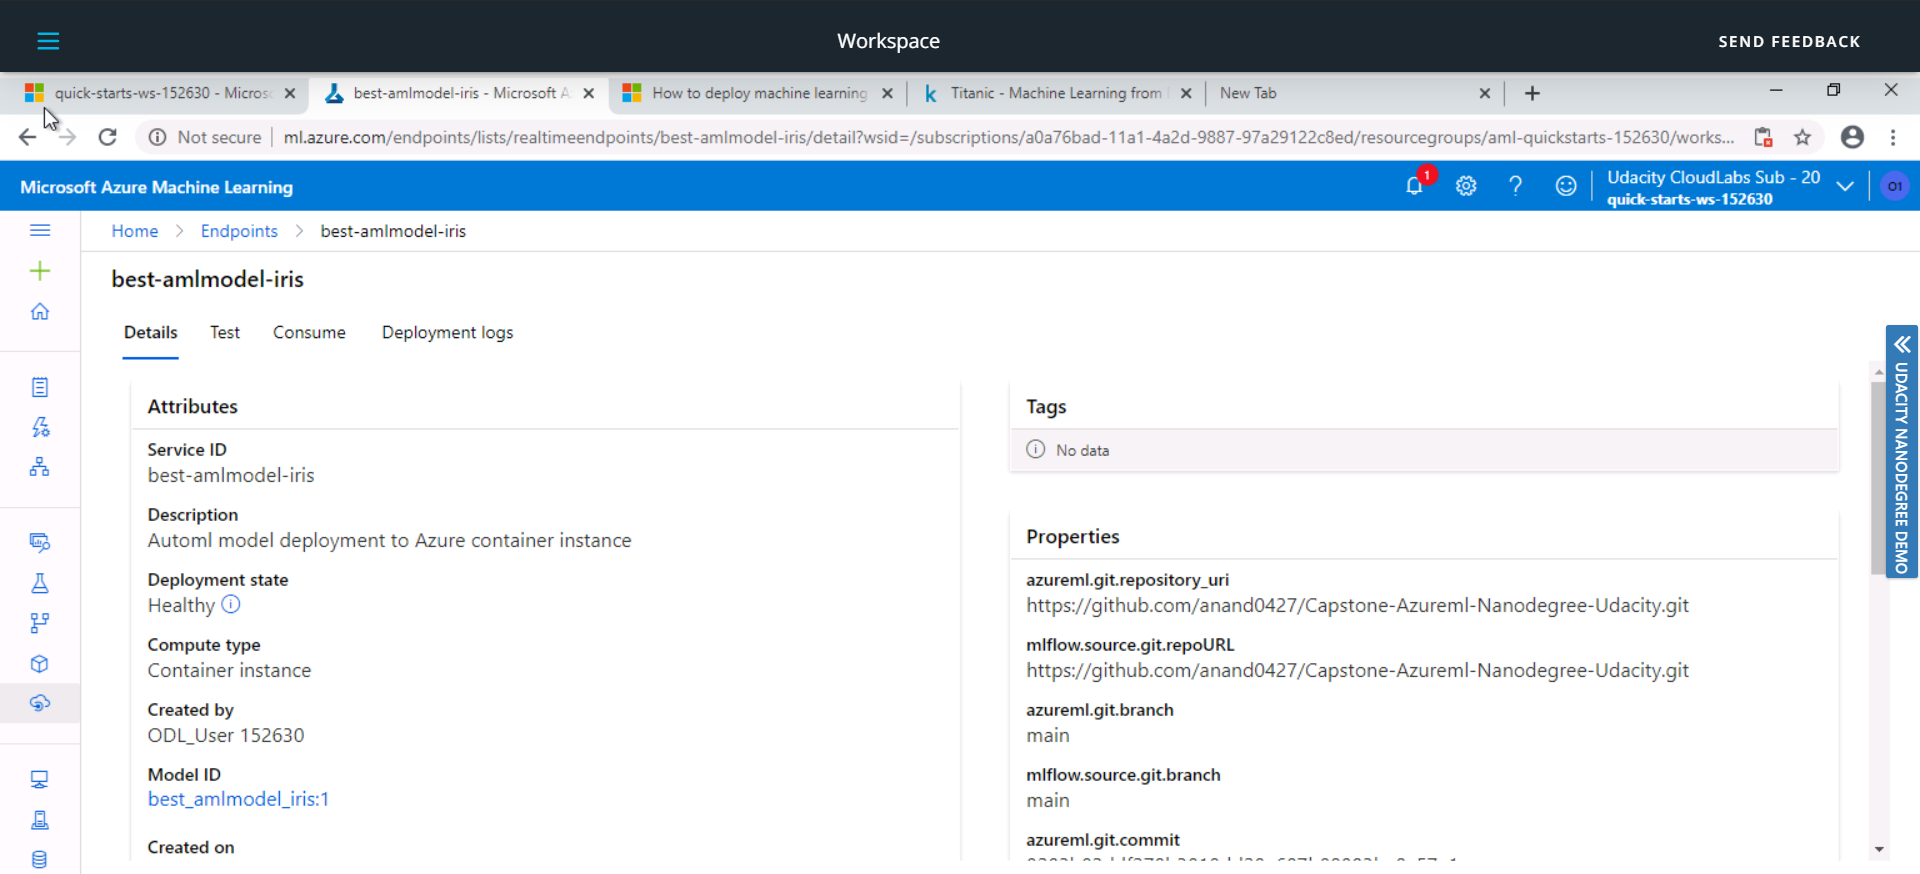 Workspace
SEND FEEDBACK
quick-starts-ws-152630 - Micros
best-amlmodel-iris - Microsoft A
How to deploy machine learning
Titanic - Machine Learning from
New Tab
Not secure
ml.azure.com/endpoints/lists/realtimeendpoints/best-amlmodel-iris/detail?wsid=/subscriptions/a0a76bad-11a1-4a2d-9887-97a29122c8ed/resourcegroups/aml-quickstarts-152630/works...
Microsoft Azure Machine Learning
1
Udacity CloudLabs Sub - 20
quick-starts-ws-152630
O1
Home > Endpoints > best-amlmodel-iris
best-amlmodel-iris
Details Test Consume Deployment logs
Attributes
Service ID
best-amlmodel-iris
Description
Automl model deployment to Azure container instance
Deployment state
Healthy
Compute type
Container instance
Created by
ODL_User 152630
Model ID
best_amlmodel_iris:1
Created on
Tags
No data
Properties
azureml.git.repository_uri
https://github.com/anand0427/Capstone-Azureml-Nanodegree-Udacity.git
mlflow.source.git.repoURL
https://github.com/anand0427/Capstone-Azureml-Nanodegree-Udacity.git
azureml.git.branch
main
mlflow.source.git.branch
main
azureml.git.commit
UDACITY NANODEGREE DEMO